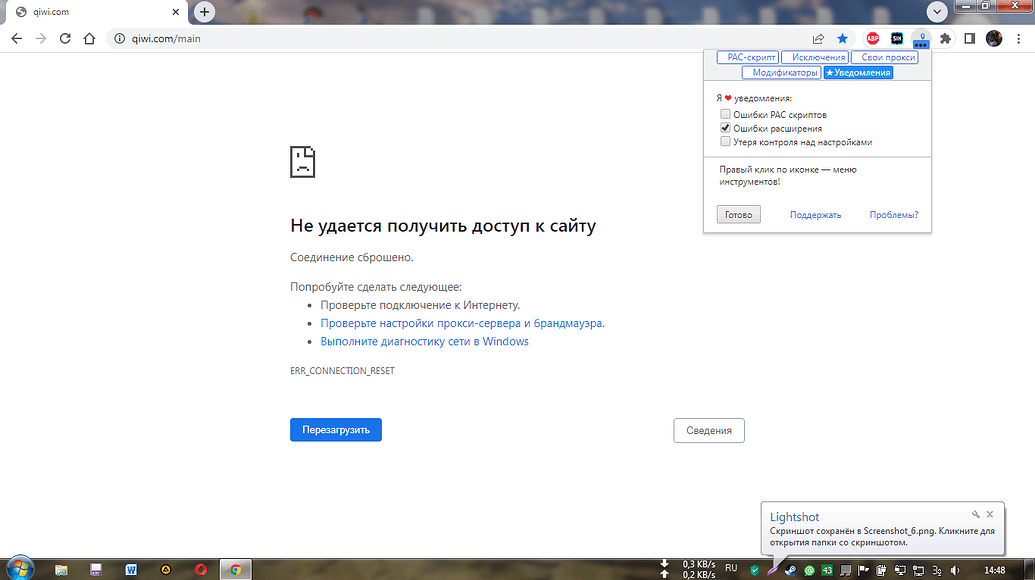 qiwi.com
qiwi.com/main
ABP
SIH
0
PAC-скрипт
Исключения
Свои прокси
Модификаторы
★Уведомления
Я ❤ уведомления:
Ошибки PAC скриптов
Ошибки расширения
Утеря контроля над настройками
Правый клик по иконке — меню
инструментов!
Готово
Поддержать
Проблемы?
Не удается получить доступ к сайту
Соединение сброшено.
Попробуйте сделать следующее:
• Проверьте подключение к Интернету.
• Проверьте настройки прокси-сервера и брандмауэра.
• Выполните диагностику сети в Windows
ERR_CONNECTION_RESET
Перезагрузить
Сведения
Lightshot
Скриншот сохранён в Screenshot_6.png. Кликните для
открытия папки со скриншотом.
0,3 KB/s
0,2 KB/s
RU
43
14:48